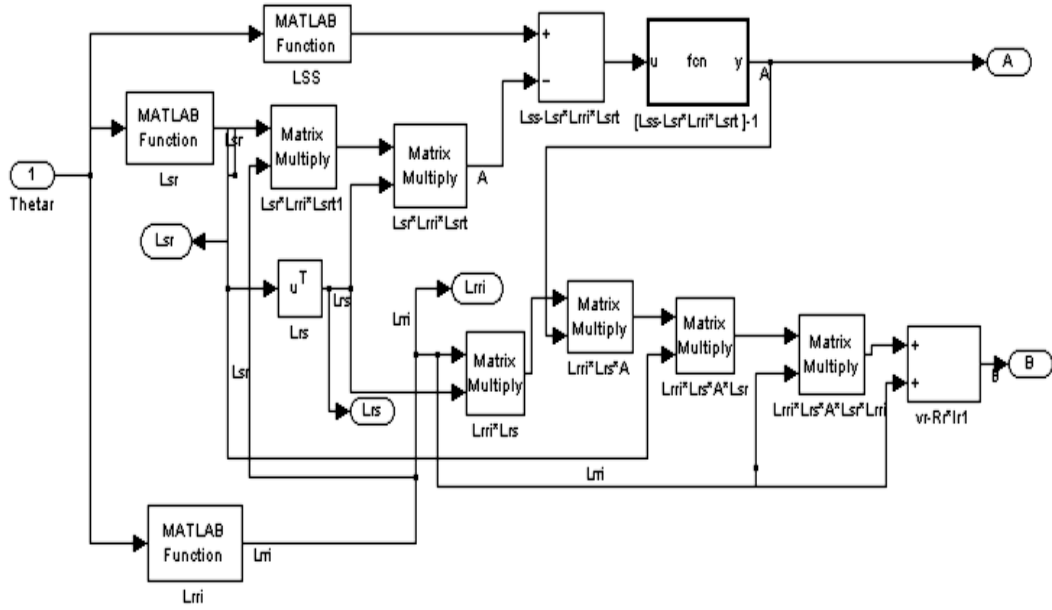 MATLAB
Function
LSS
+
−
Lss-Lsr*Lrri*Lsrt
u fcn y
[Lss-Lsr*Lrri*Lsrt ]-1
A
A
MATLAB
Function
Lsr
Lsr
Matrix
Multiply
Lsr*Lrri*Lsrt1
Matrix
Multiply
Lsr*Lrri*Lsrt
A
1
Thetar
Lsr
u T
Lrs
Lrs
Lrri
Lrri
Lsr
Lrs
Matrix
Multiply
Lrri*Lrs
Matrix
Multiply
Lrri*Lrs*A
Matrix
Multiply
Lrri*Lrs*A*Lsr
Matrix
Multiply
Lrri*Lrs*A*Lsr*Lrri
+
+
vr-Rr*Ir1
B
B
Lrri
MATLAB
Function
Lrri
Lrri